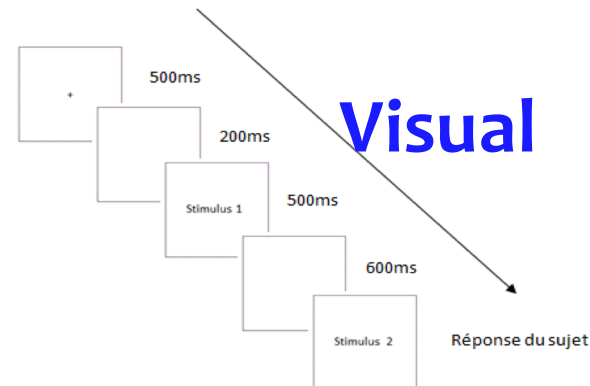 +
500ms
Visual
200ms
Stimulus 1
500ms
600ms
Stimulus 2
Réponse du sujet